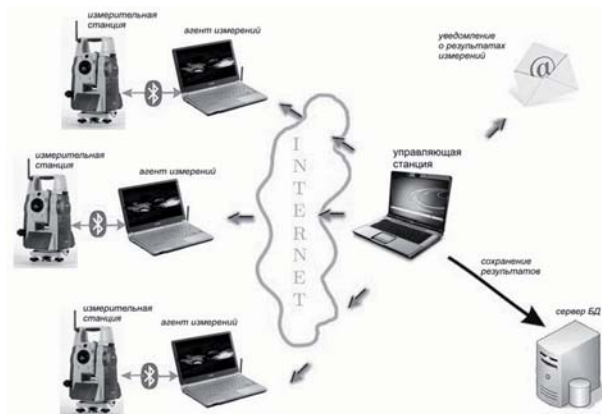 измерительная
станция
агент измерений
уведомление
о результатах
измерений
@
измерительная
станция
агент измерений
INTERNET
управляющая
станция
сохранение
результатов
измерительная
станция
агент измерений
сервер БД